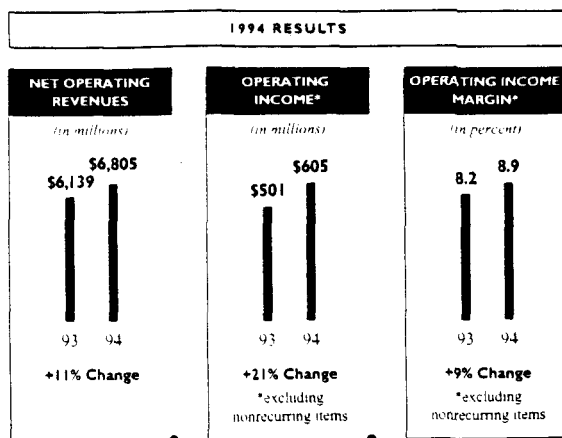 1994 RESULTS
NET OPERATING
REVENUES
(in millions)
$6,139
$6,805
93 94
+11% Change
OPERATING
INCOME*
(in millions)
$501
$605
93 94
+21% Change
*excluding
nonrecurring items
OPERATING INCOME
MARGIN*
(in percent)
8.2
8.9
93 94
+9% Change
*excluding
nonrecurring items